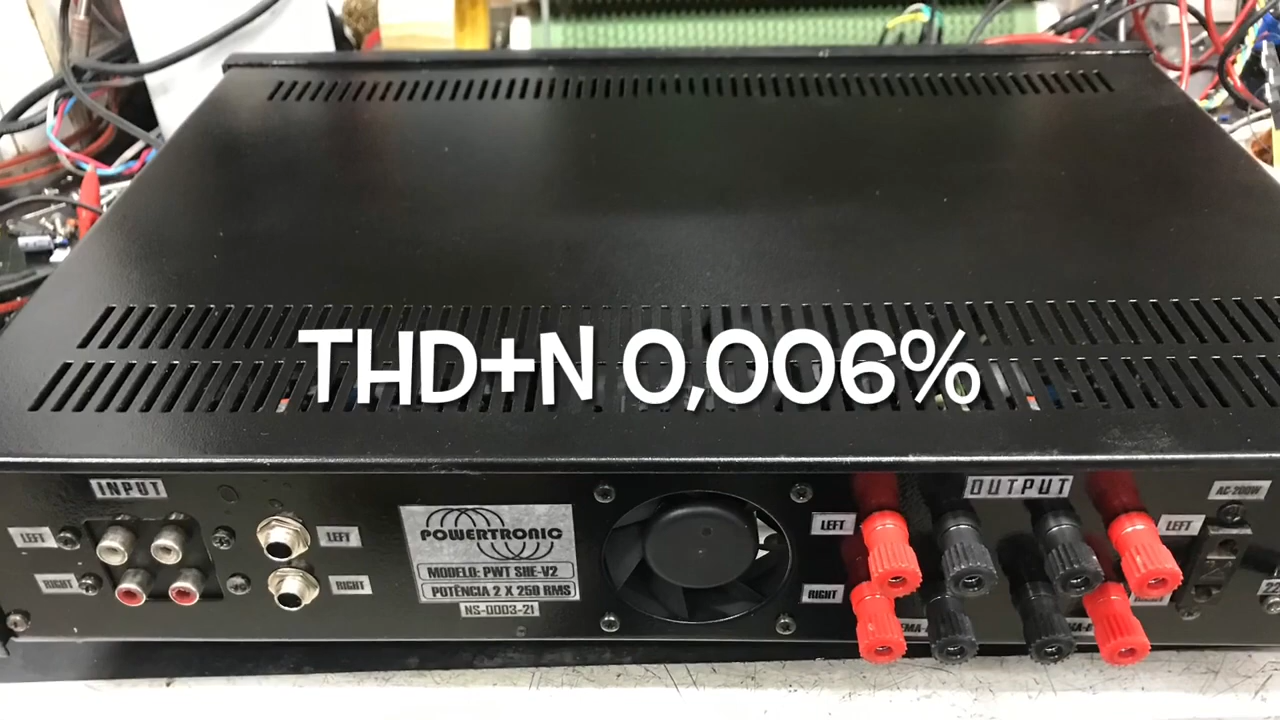 THD+N 0,006%
INPUT
OUTPUT
AC-200W
LEFT
LEFT
LEFT
LEFT
RIGHT
RIGHT
RIGHT
POWERTRONIC
MODELO: PWT SHE-V2
POTÊNCIA 2 X 250 RMS
NS-0003-21